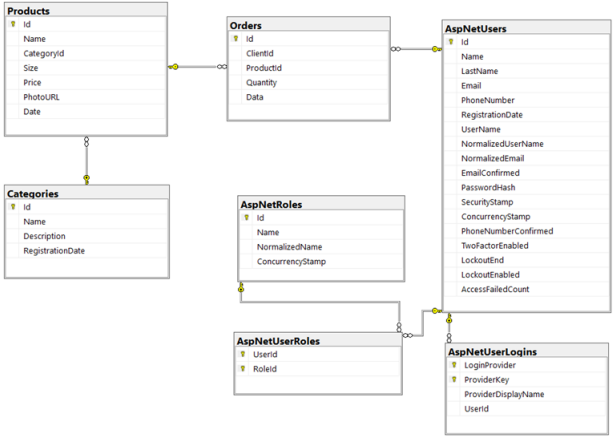 Products
Id
Name
CategoryId
Size
Price
PhotoURL
Date
Orders
Id
ClientId
ProductId
Quantity
Data
AspNetUsers
Id
Name
LastName
Email
PhoneNumber
RegistrationDate
UserName
NormalizedUserName
NormalizedEmail
EmailConfirmed
PasswordHash
SecurityStamp
ConcurrencyStamp
PhoneNumberConfirmed
TwoFactorEnabled
LockoutEnd
LockoutEnabled
AccessFailedCount
Categories
Id
Name
Description
RegistrationDate
AspNetRoles
Id
Name
NormalizedName
ConcurrencyStamp
AspNetUserRoles
UserId
RoleId
AspNetUserLogins
LoginProvider
ProviderKey
ProviderDisplayName
UserId